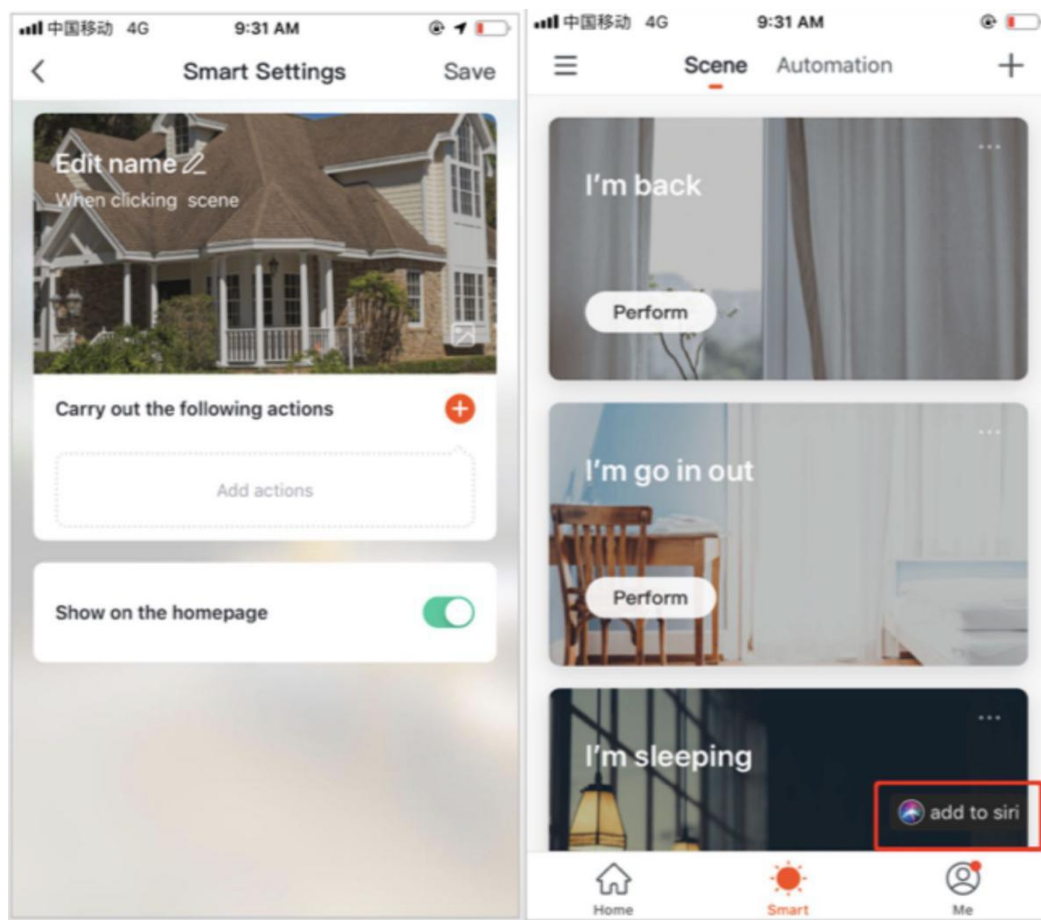 中国移动 4G 9:31 AM
Smart Settings Save
Edit name
When clicking scene
Carry out the following actions
Add actions
Show on the homepage
中国移动 4G 9:31 AM
Scene Automation
I'm back
Perform
I'm go in out
Perform
I'm sleeping
add to siri
Home Smart Me